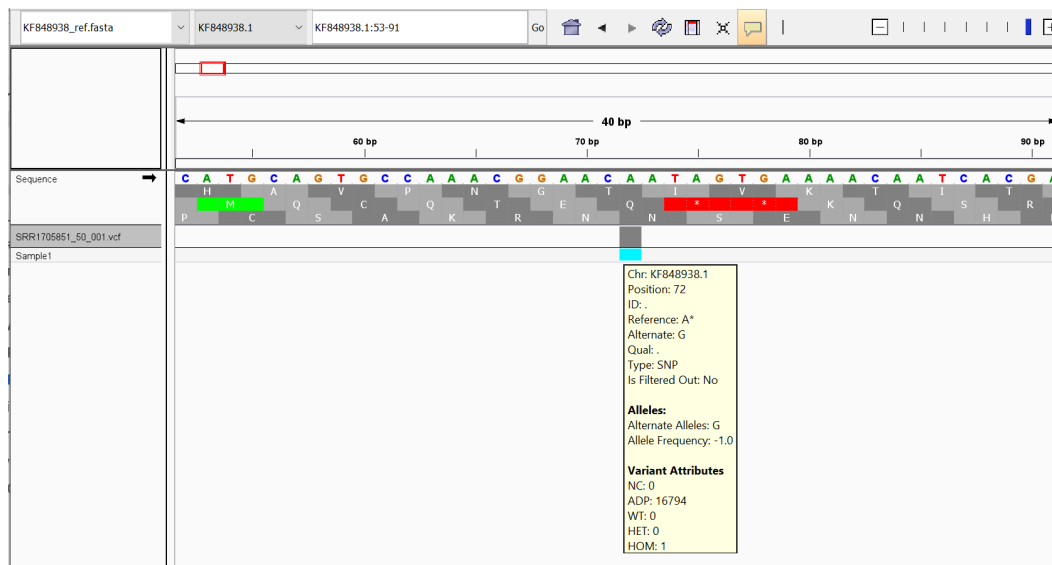 KF848938_ref.fasta KF848938.1 KF848938.1:53-91 Go
40 bp
60 bp 70 bp 80 bp 90 bp
Sequence
C A T G C A G T G C C A A A C G G A A C A A T A G T G A A A A C A A T C A C G A
H A V P N G T I V K T I T
M Q C Q T E Q * * K Q I S R
P C S A K R N N S E N N H
SRR1705851_50_001.vcf
Sample1
Chr: KF848938.1
Position: 72
ID: .
Reference: A*
Alternate: G
Qual: .
Type: SNP
Is Filtered Out: No
Alleles:
Alternate Alleles: G
Allele Frequency: -1.0
Variant Attributes
NC: 0
ADP: 16794
WT: 0
HET: 0
HOM: 1